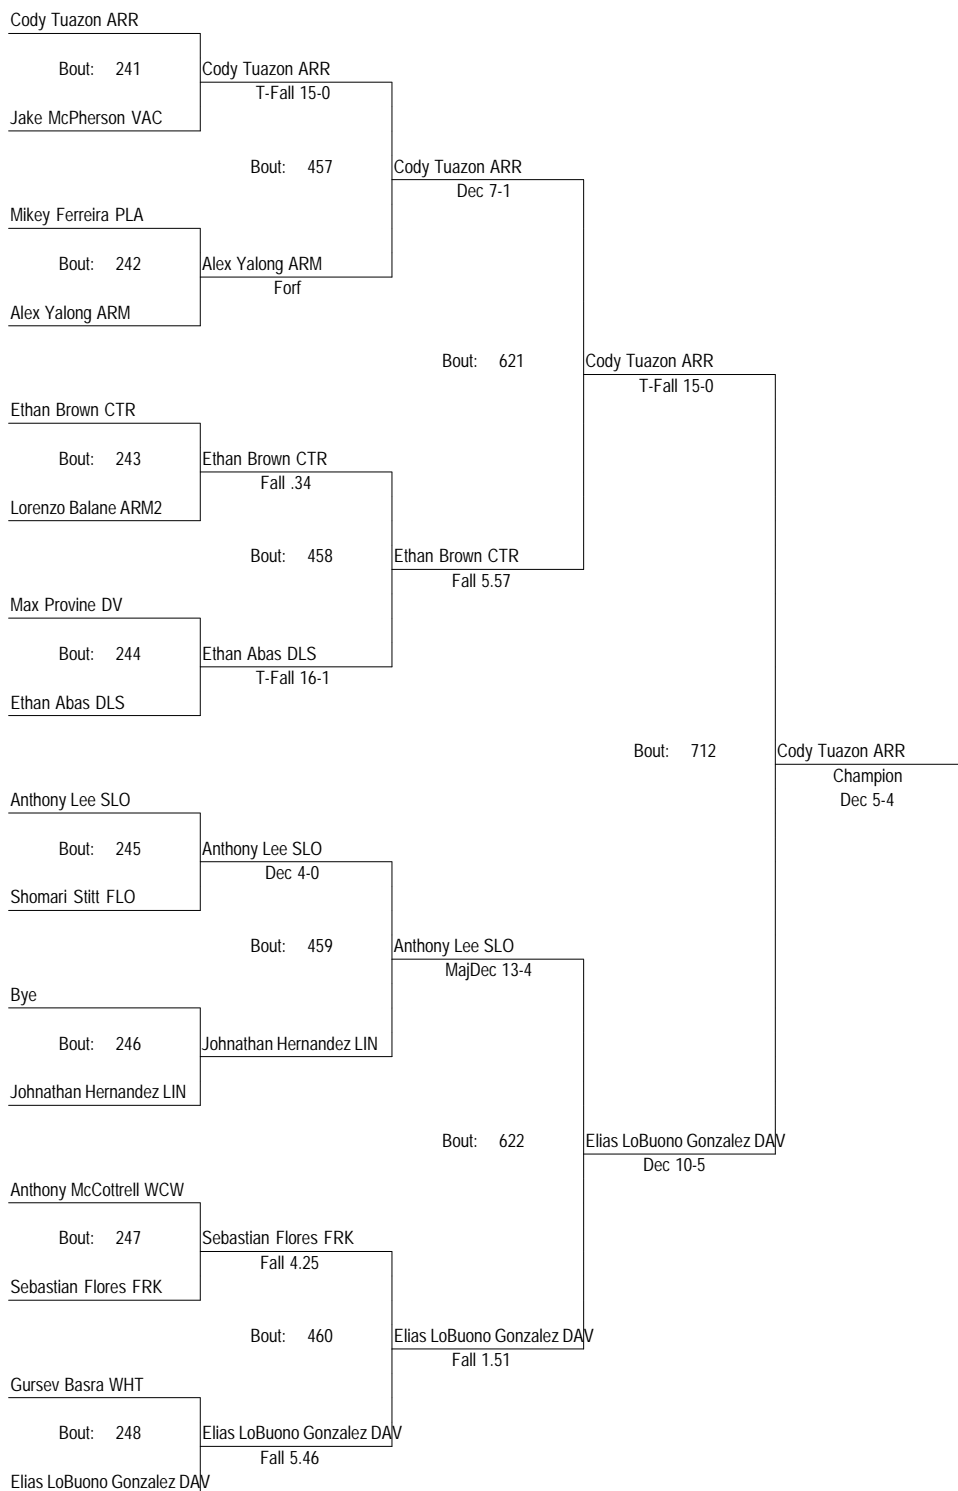 Cody Tuazon ARR
Bout: 241
Cody Tuazon ARR
T-Fall 15-0
Jake McPherson VAC
Bout: 457
Cody Tuazon ARR
Dec 7-1
Mikey Ferreira PLA
Bout: 242
Alex Yalong ARM
Forf
Alex Yalong ARM
Bout: 621
Cody Tuazon ARR
T-Fall 15-0
Ethan Brown CTR
Bout: 243
Ethan Brown CTR
Fall .34
Lorenzo Balane ARM2
Bout: 458
Ethan Brown CTR
Fall 5.57
Max Provine DV
Bout: 244
Ethan Abas DLS
T-Fall 16-1
Ethan Abas DLS
Bout: 712
Cody Tuazon ARR
Champion
Dec 5-4
Anthony Lee SLO
Bout: 245
Anthony Lee SLO
Dec 4-0
Shomari Stitt FLO
Bout: 459
Anthony Lee SLO
MajDec 13-4
Bye
Bout: 246
Johnathan Hernandez LIN
Johnathan Hernandez LIN
Bout: 622
Elias LoBuono Gonzalez DAV
Dec 10-5
Anthony McCottrell WCW
Bout: 247
Sebastian Flores FRK
Fall 4.25
Sebastian Flores FRK
Bout: 460
Elias LoBuono Gonzalez DAV
Fall 1.51
Gursev Basra WHT
Bout: 248
Elias LoBuono Gonzalez DAV
Fall 5.46
Elias LoBuono Gonzalez DAV